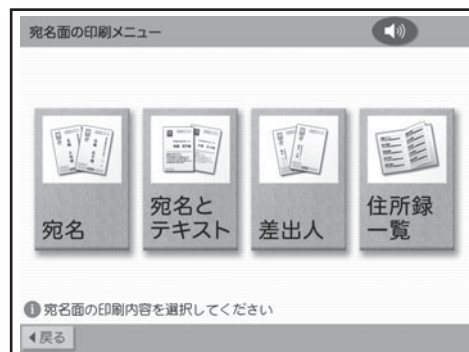 宛名面の印刷メニュー
宛名
宛名と
テキスト
差出人
住所録
一覧
宛名面の印刷内容を選択してください
戻る